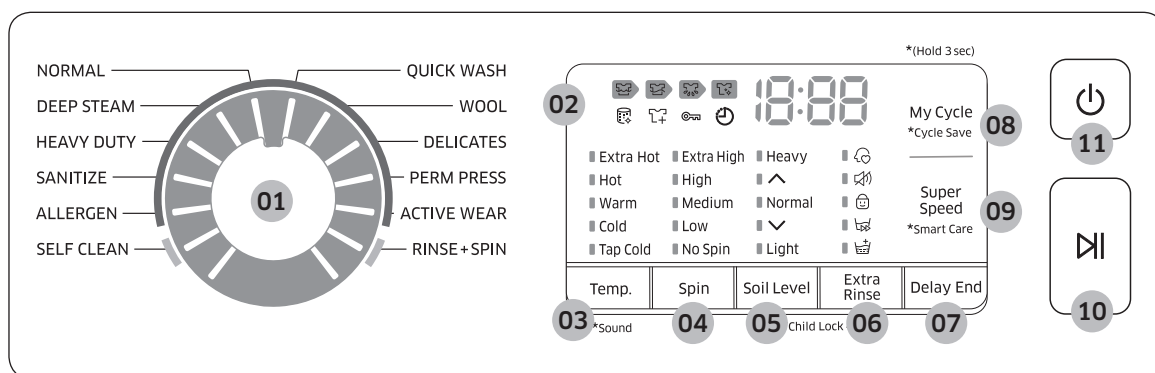 *(Hold 3 sec)
NORMAL
DEEP STEAM
HEAVY DUTY
SANITIZE
ALLERGEN
SELF CLEAN
QUICK WASH
WOOL
DELICATES
PERM PRESS
ACTIVE WEAR
RINSE+SPIN
01
02
18:88
Extra Hot
Hot
Warm
Cold
Tap Cold
Extra High
High
Medium
Low
No Spin
Heavy
Normal
Light
My Cycle
*Cycle Save
08
Super
Speed
*Smart Care
09
Temp.
Spin
Soil Level
Extra
Rinse
Delay End
03
*Sound
04
05
Child Lock
06
07
11
10